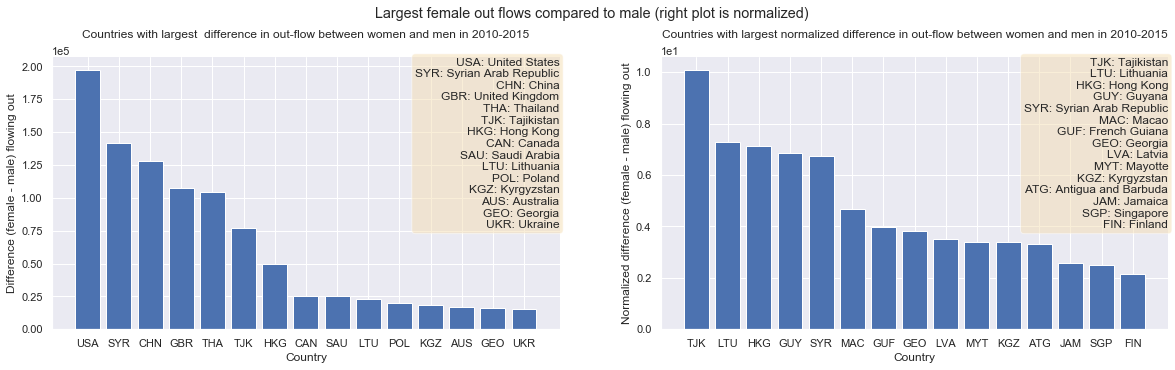 Largest female out flows compared to male (right plot is normalized)
Countries with largest  difference in out-flow between women and men in 2010-2015
1e5
2.00
1.75
1.50
1.25
1.00
0.75
0.50
0.25
0.00
Difference (female - male) flowing out
USA: United States
SYR: Syrian Arab Republic
CHN: China
GBR: United Kingdom
THA: Thailand
TJK: Tajikistan
HKG: Hong Kong
CAN: Canada
SAU: Saudi Arabia
LTU: Lithuania
POL: Poland
KGZ: Kyrgyzstan
AUS: Australia
GEO: Georgia
UKR: Ukraine
USA SYR CHN GBR THA TJK HKG CAN SAU LTU POL KGZ AUS GEO UKR
Country
Countries with largest normalized difference in out-flow between women and men in 2010-2015
1e1
1.0
0.8
0.6
0.4
0.2
0.0
Normalized difference (female - male) flowing out
TJK: Tajikistan
LTU: Lithuania
HKG: Hong Kong
GUY: Guyana
SYR: Syrian Arab Republic
MAC: Macao
GUF: French Guiana
GEO: Georgia
LVA: Latvia
MYT: Mayotte
KGZ: Kyrgyzstan
ATG: Antigua and Barbuda
JAM: Jamaica
SGP: Singapore
FIN: Finland
TJK LTU HKG GUY SYR MAC GUF GEO LVA MYT KGZ ATG JAM SGP FIN
Country